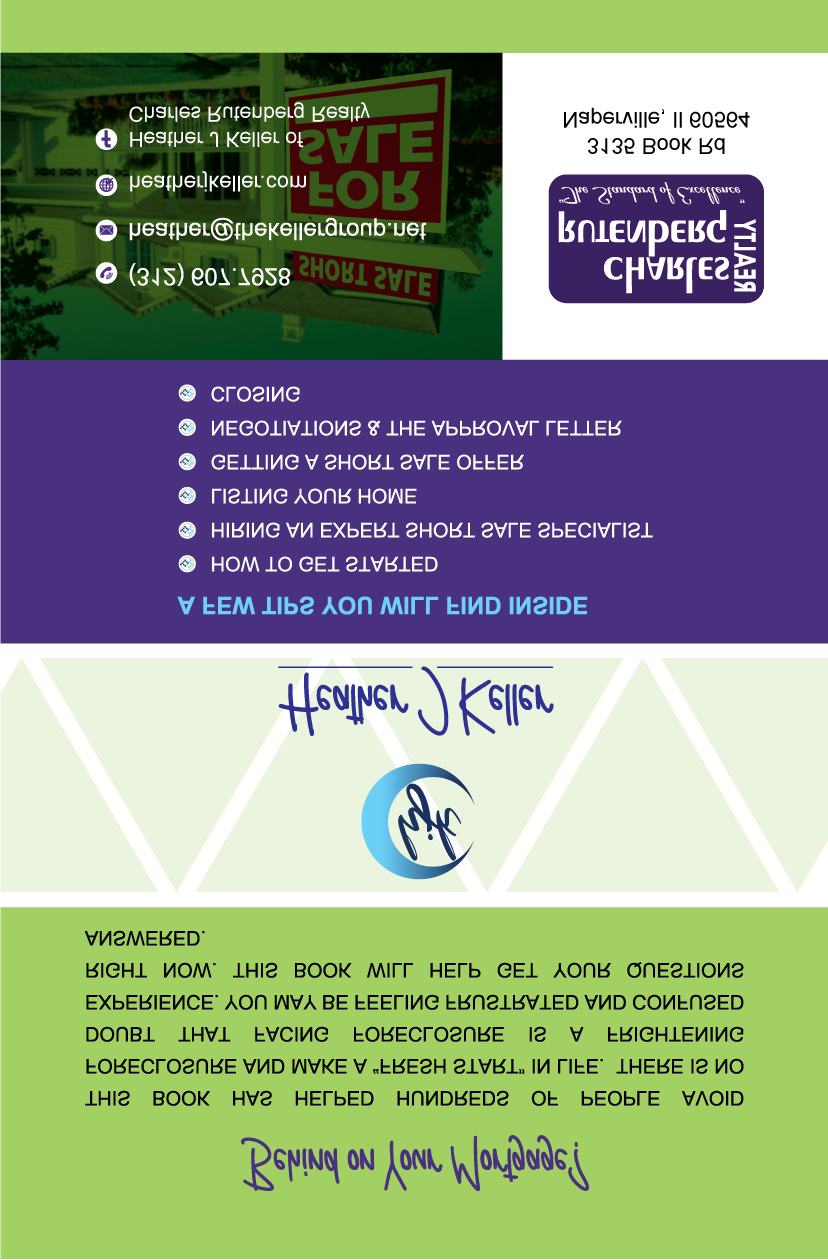 Behind on Your Mortgage?
THIS BOOK HAS HELPED HUNDREDS OF PEOPLE AVOID
FORECLOSURE AND MAKE A “FRESH START” IN LIFE. THERE IS NO
DOUBT THAT FACING FORECLOSURE IS A FRIGHTENING
EXPERIENCE. YOU MAY BE FEELING FRUSTRATED AND CONFUSED
RIGHT NOW. THIS BOOK WILL HELP GET YOUR QUESTIONS
ANSWERED.
hjk
Heather J Keller
A FEW TIPS YOU WILL FIND INSIDE
HOW TO GET STARTED
HIRING AN EXPERT SHORT SALE SPECIALIST
LISTING YOUR HOME
GETTING A SHORT SALE OFFER
NEGOTIATIONS & THE APPROVAL LETTER
CLOSING
(312) 607.7928
heather@thekellergroup.net
heatherjkeller.com
Heather J Keller of
Charles Rutenberg Realty
SHORT SALE
FOR
SALE
CHARLES
RUTENBERG
REALTY
“The Standard of Excellence”
3135 Book Rd
Naperville, Il 60564